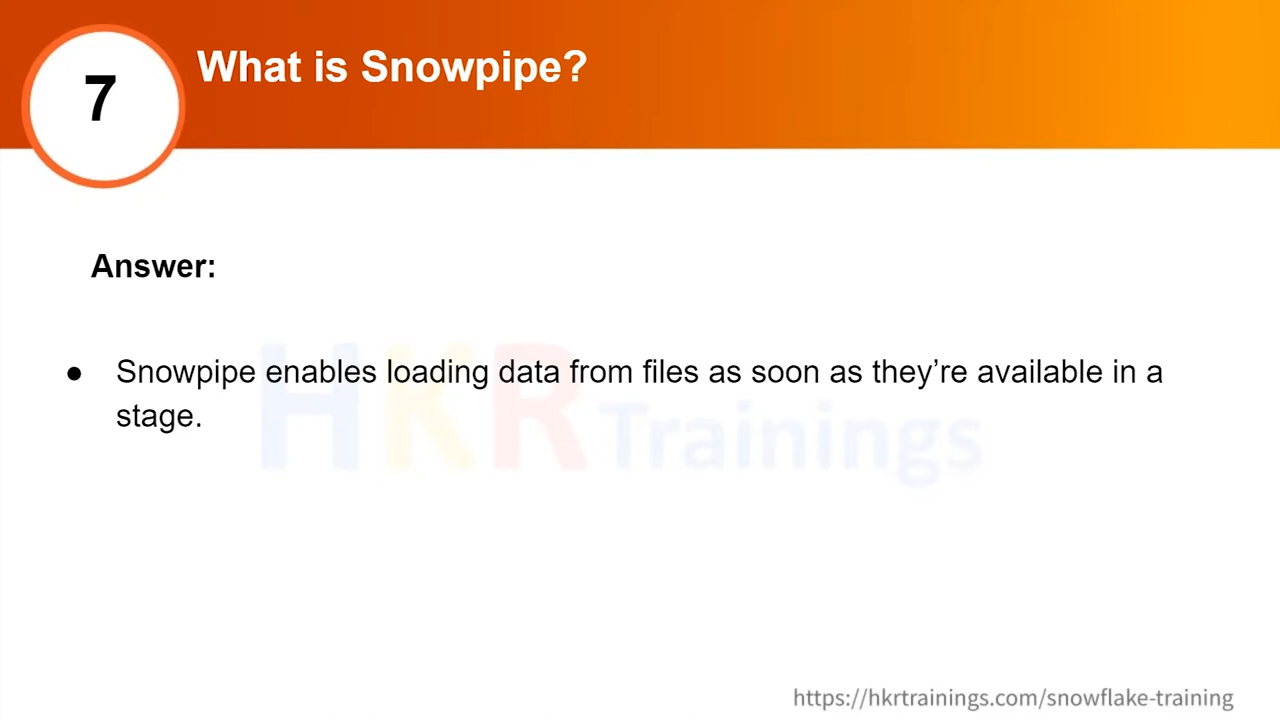 7
What is Snowpipe?
Answer:
● Snowpipe enables loading data from files as soon as they’re available in a
stage.
HKR Trainings
https://hkrtrainings.com/snowflake-training